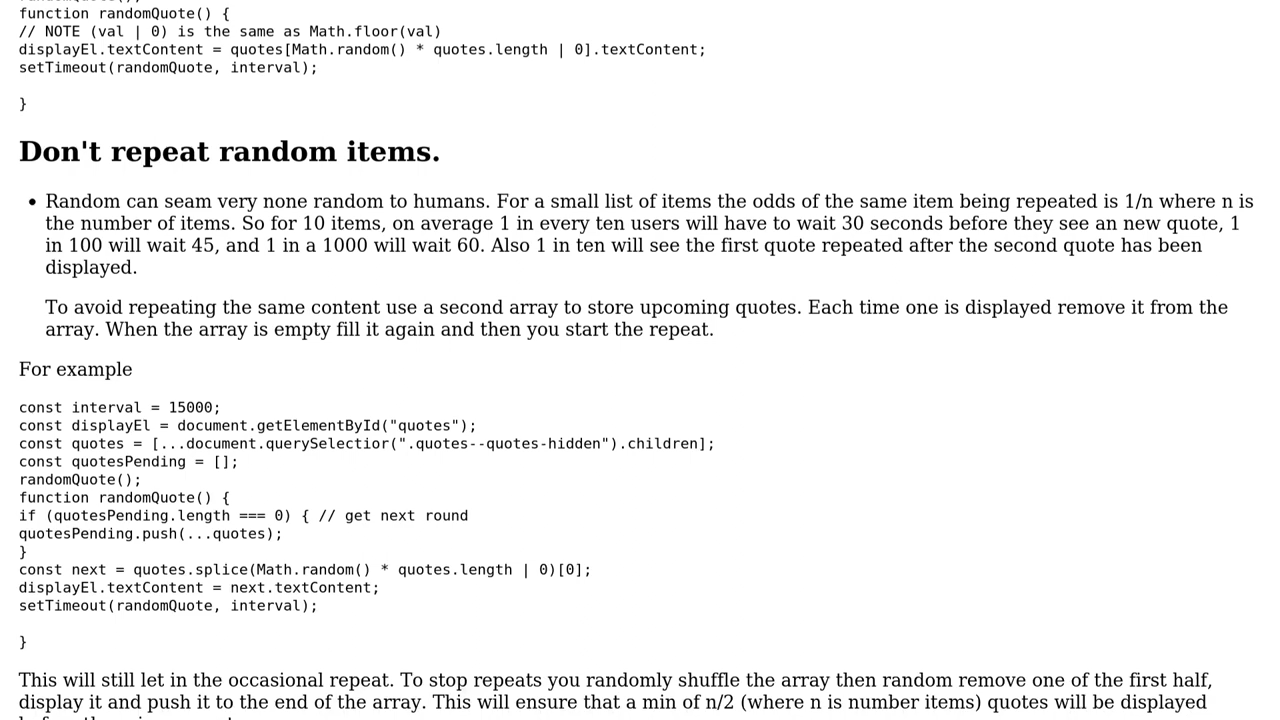 function randomQuote() {
// NOTE (val | 0) is the same as Math.floor(val)
displayEl.textContent = quotes[Math.random() * quotes.length | 0].textContent;
setTimeout(randomQuote, interval);
}
Don't repeat random items.
• Random can seam very none random to humans. For a small list of items the odds of the same item being repeated is 1/n where n is
the number of items. So for 10 items, on average 1 in every ten users will have to wait 30 seconds before they see an new quote, 1
in 100 will wait 45, and 1 in a 1000 will wait 60. Also 1 in ten will see the first quote repeated after the second quote has been
displayed.
To avoid repeating the same content use a second array to store upcoming quotes. Each time one is displayed remove it from the
array. When the array is empty fill it again and then you start the repeat.
For example
const interval = 15000;
const displayEl = document.getElementById("quotes");
const quotes = [...document.querySelectior(".quotes--quotes-hidden").children];
const quotesPending = [];
randomQuote();
function randomQuote() {
if (quotesPending.length === 0) { // get next round
quotesPending.push(...quotes);
}
const next = quotes.splice(Math.random() * quotes.length | 0)[0];
displayEl.textContent = next.textContent;
setTimeout(randomQuote, interval);
}
This will still let in the occasional repeat. To stop repeats you randomly shuffle the array then random remove one of the first half,
display it and push it to the end of the array. This will ensure that a min of n/2 (where n is number items) quotes will be displayed